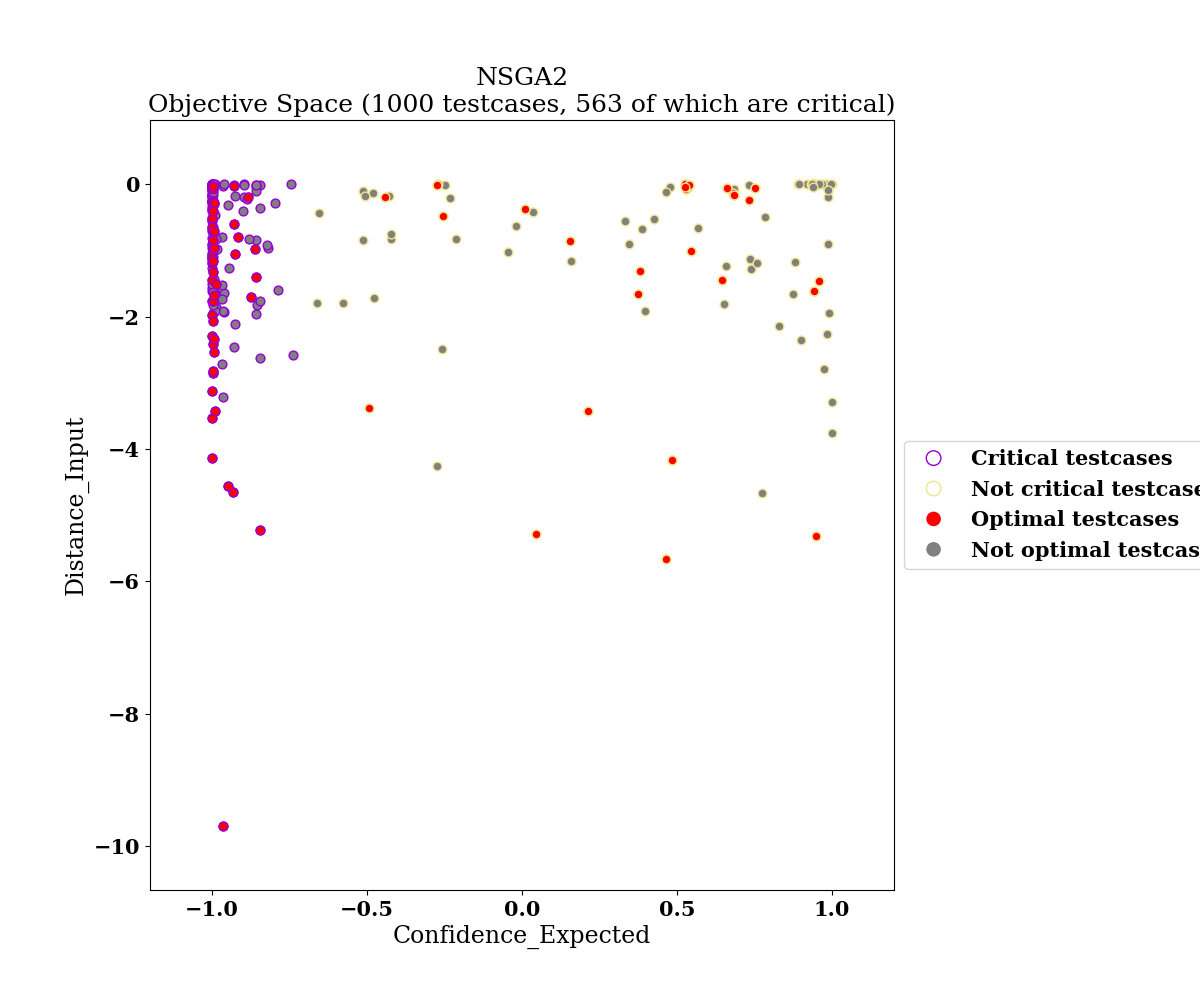 NSGA2
Objective Space (1000 testcases, 563 of which are critical)
0
−2
−4
−6
−8
−10
Distance_Input
−1.0 −0.5 0.0 0.5 1.0
Confidence_Expected
Critical testcases
Not critical testcase
Optimal testcases
Not optimal testcas